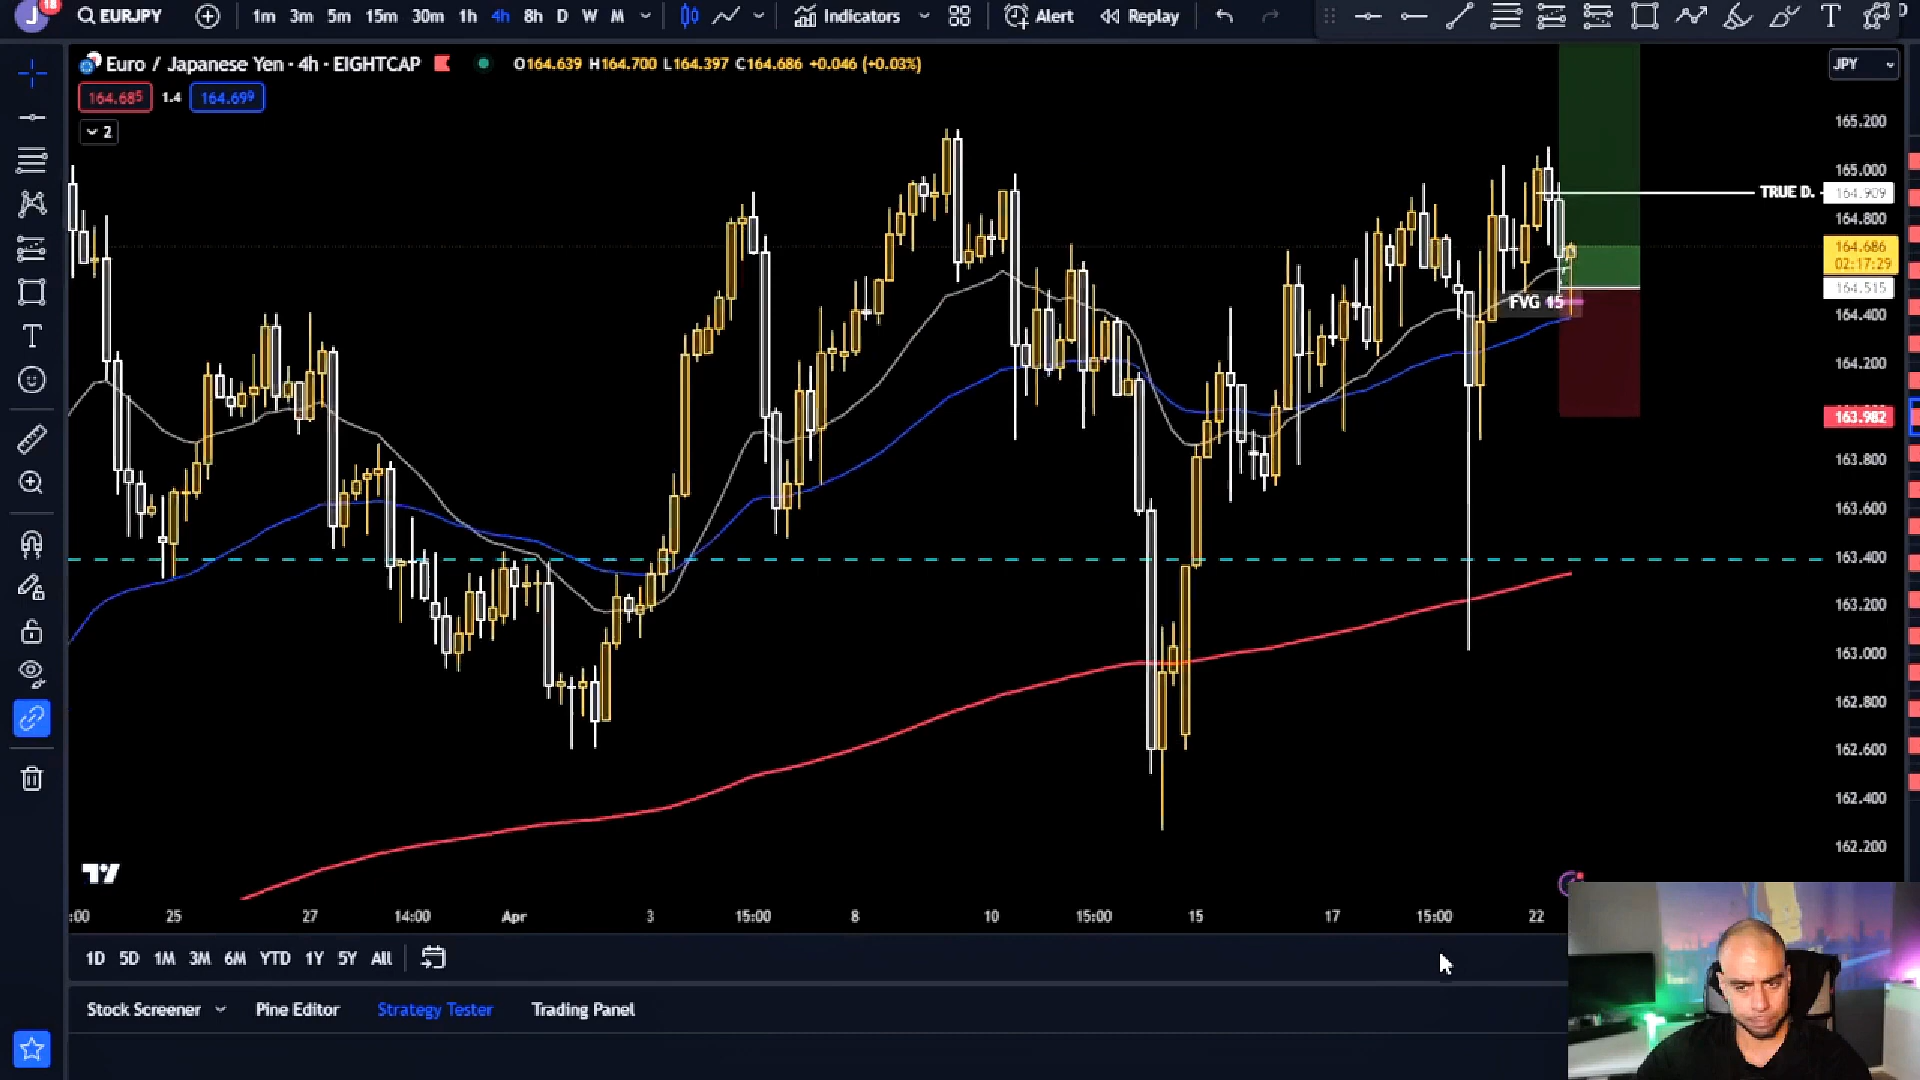 J 18 EURJPY 1m 3m 5m 15m 30m 1h 4h 8h D W M Indicators Alert Replay
Euro / Japanese Yen · 4h · EIGHTCAP O164.639 H164.700 L164.397 C164.686 +0.046 (+0.03%) JPY
164.685 1.4 164.699
2
165.200
165.000
TRUE D. 164.909
164.800
164.686
02:17:29
164.515
FVG 15
164.400
164.200
163.982
163.800
163.600
163.400
163.200
163.000
162.800
162.600
162.400
162.200
:00 25 27 14:00 Apr 3 15:00 8 10 15:00 15 17 15:00 22
1D 5D 1M 3M 6M YTD 1Y 5Y All
Stock Screener Pine Editor Strategy Tester Trading Panel